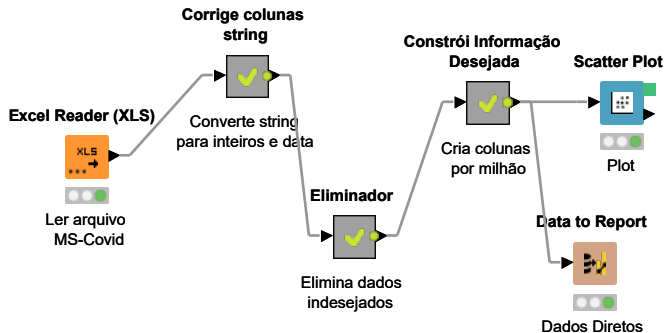 Excel Reader (XLS)
XLS
Ler arquivo
MS-Covid
Corrige colunas
string
Converte string
para inteiros e data
Eliminador
Elimina dados
indesejados
Constrói Informação
Desejada
Cria colunas
por milhão
Scatter Plot
Plot
Data to Report
Dados Diretos